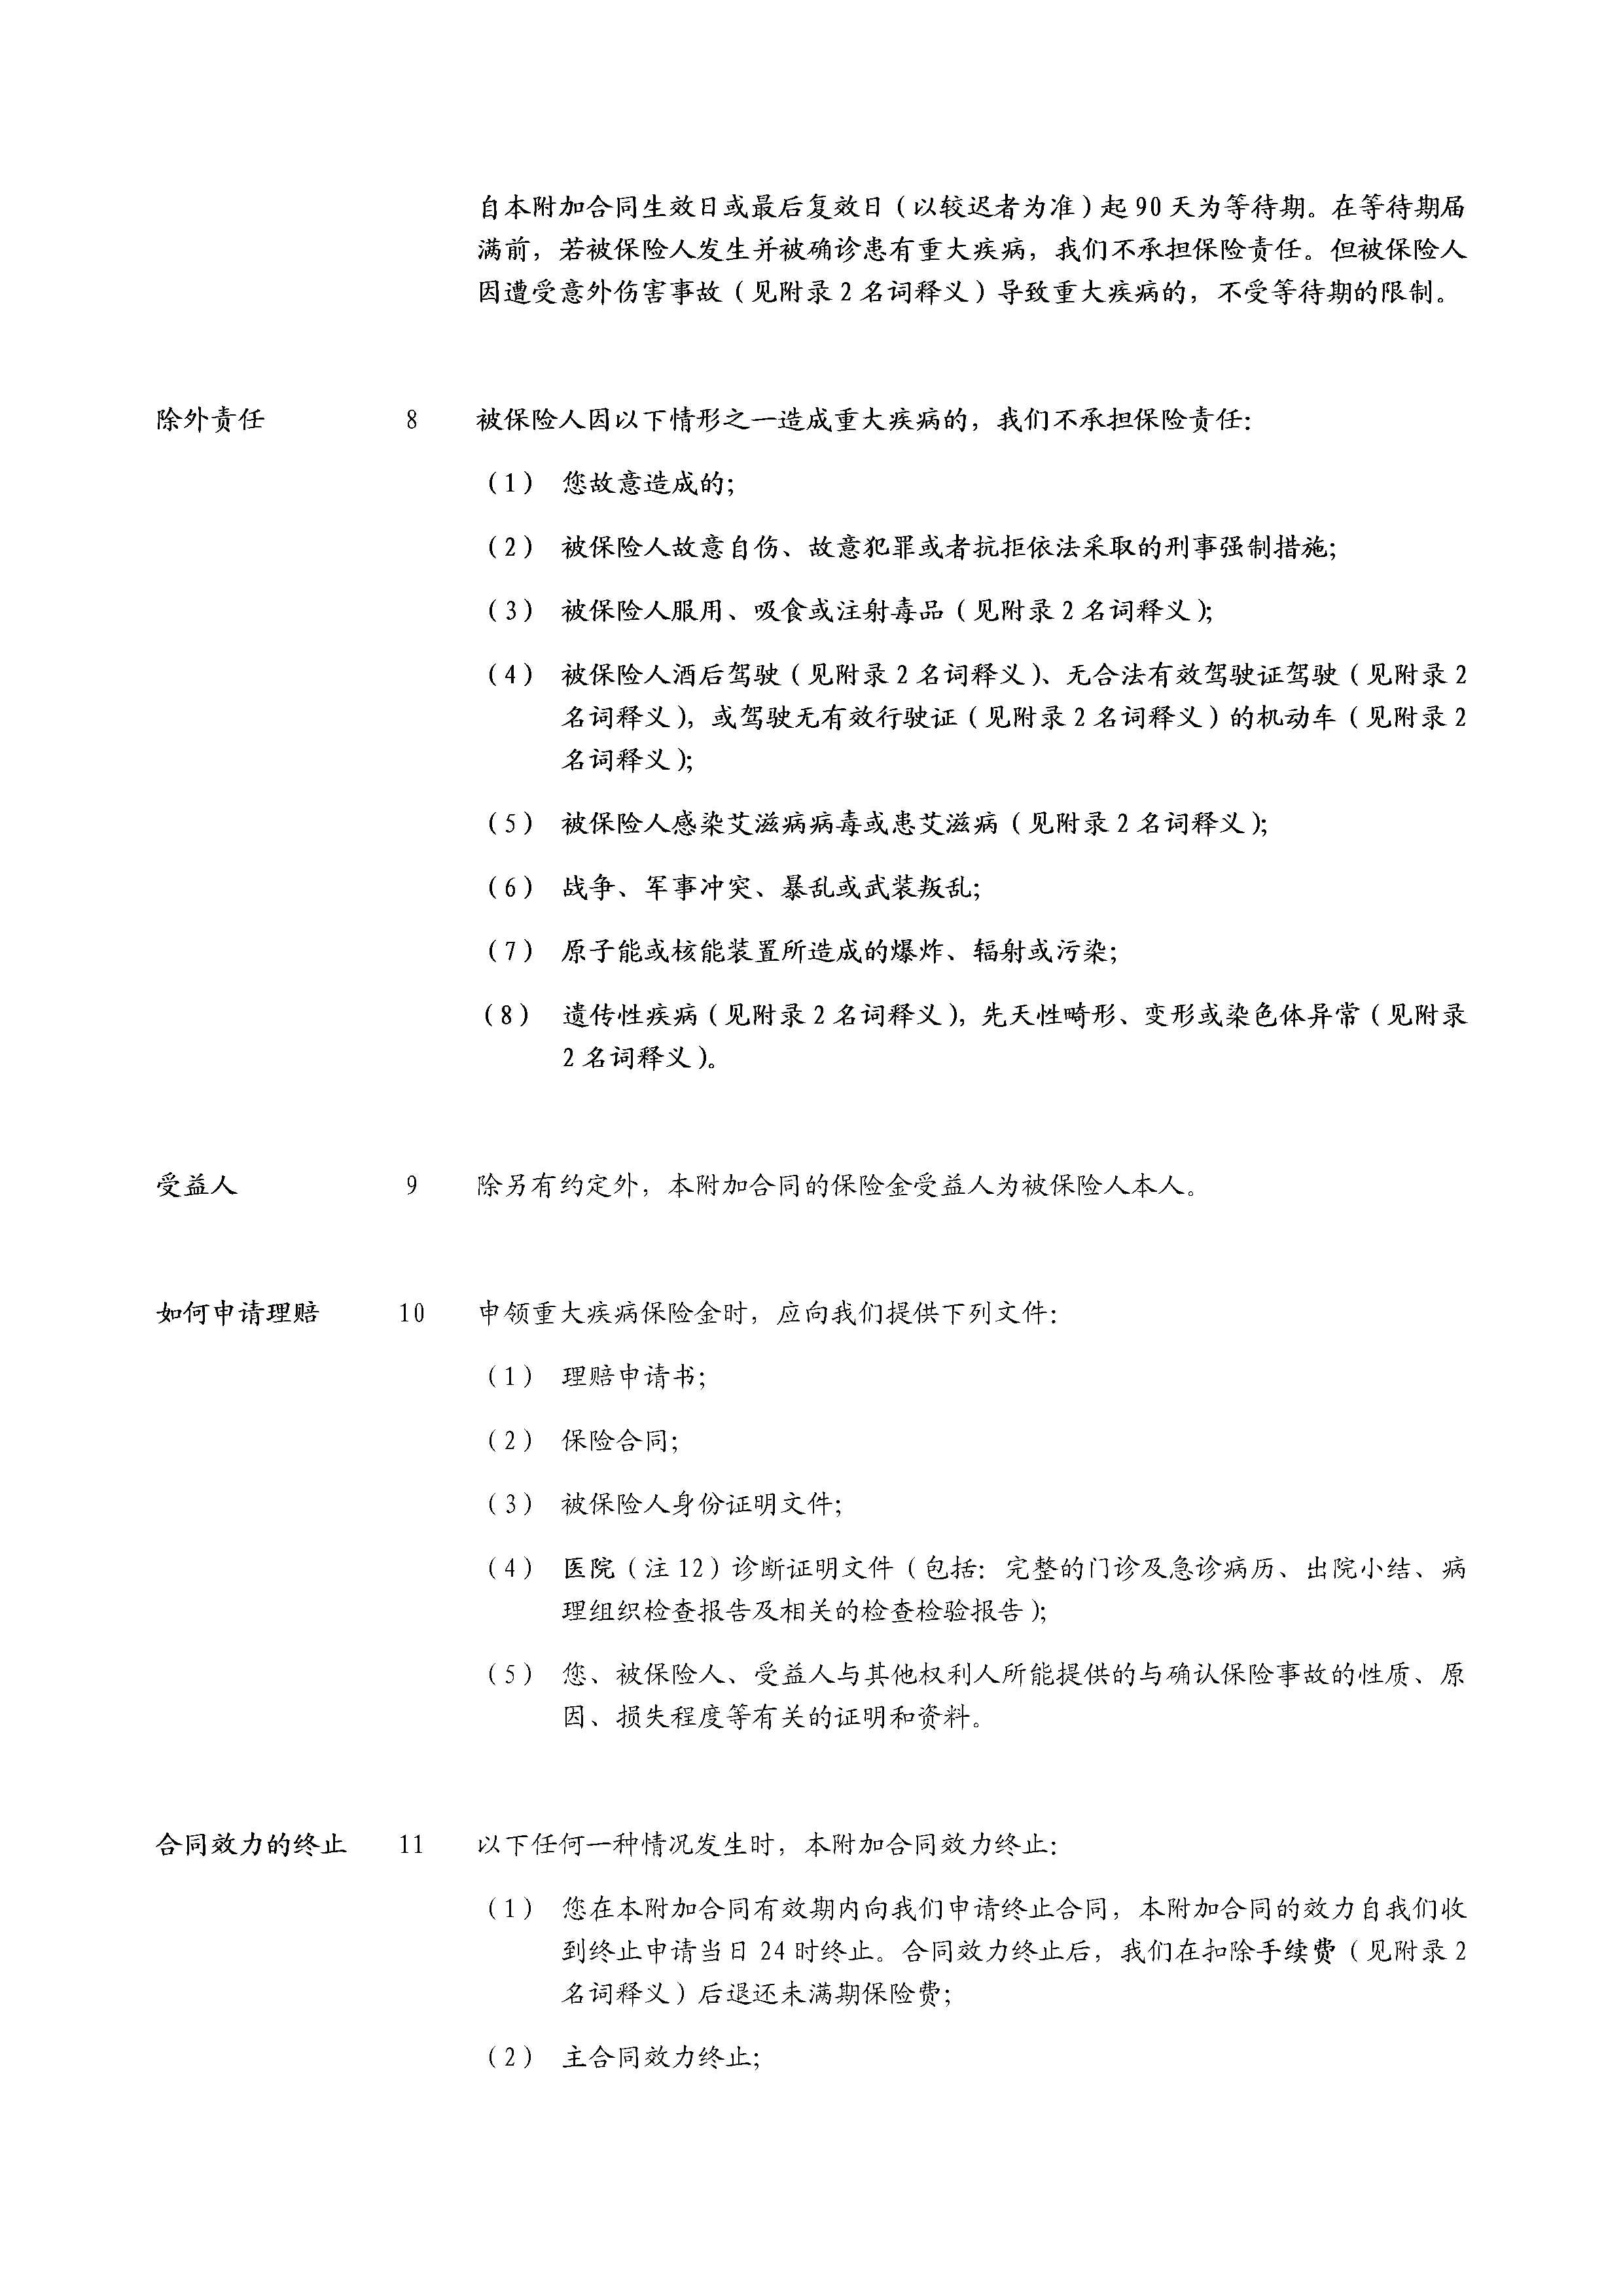 自本附加合同生效日或最后复效日（以较迟者为准）起 90 天为等待期。在等待期届
满前，若被保险人发生并被确诊患有重大疾病，我们不承担保险责任。但被保险人
因遭受意外伤害事故（见附录 2 名词释义）导致重大疾病的，不受等待期的限制。
除外责任 8 被保险人因以下情形之一造成重大疾病的，我们不承担保险责任：
（1） 您故意造成的；
（2） 被保险人故意自伤、故意犯罪或者抗拒依法采取的刑事强制措施；
（3） 被保险人服用、吸食或注射毒品（见附录 2 名词释义）；
（4） 被保险人酒后驾驶（见附录 2 名词释义）、无合法有效驾驶证驾驶（见附录 2
名词释义），或驾驶无有效行驶证（见附录 2 名词释义）的机动车（见附录 2
名词释义）；
（5） 被保险人感染艾滋病病毒或患艾滋病（见附录 2 名词释义）；
（6） 战争、军事冲突、暴乱或武装叛乱；
（7） 原子能或核能装置所造成的爆炸、辐射或污染；
（8） 遗传性疾病（见附录 2 名词释义），先天性畸形、变形或染色体异常（见附录
2 名词释义）。
受益人 9 除另有约定外，本附加合同的保险金受益人为被保险人本人。
如何申请理赔 10 申领重大疾病保险金时，应向我们提供下列文件：
（1） 理赔申请书；
（2） 保险合同；
（3） 被保险人身份证明文件；
（4） 医院（注 12）诊断证明文件（包括：完整的门诊及急诊病历、出院小结、病
理组织检查报告及相关的检查检验报告）；
（5） 您、被保险人、受益人与其他权利人所能提供的与确认保险事故的性质、原
因、损失程度等有关的证明和资料。
合同效力的终止 11 以下任何一种情况发生时，本附加合同效力终止：
（1） 您在本附加合同有效期内向我们申请终止合同，本附加合同的效力自我们收
到终止申请当日 24 时终止。合同效力终止后，我们在扣除手续费（见附录 2
名词释义）后退还未满期保险费；
（2） 主合同效力终止；